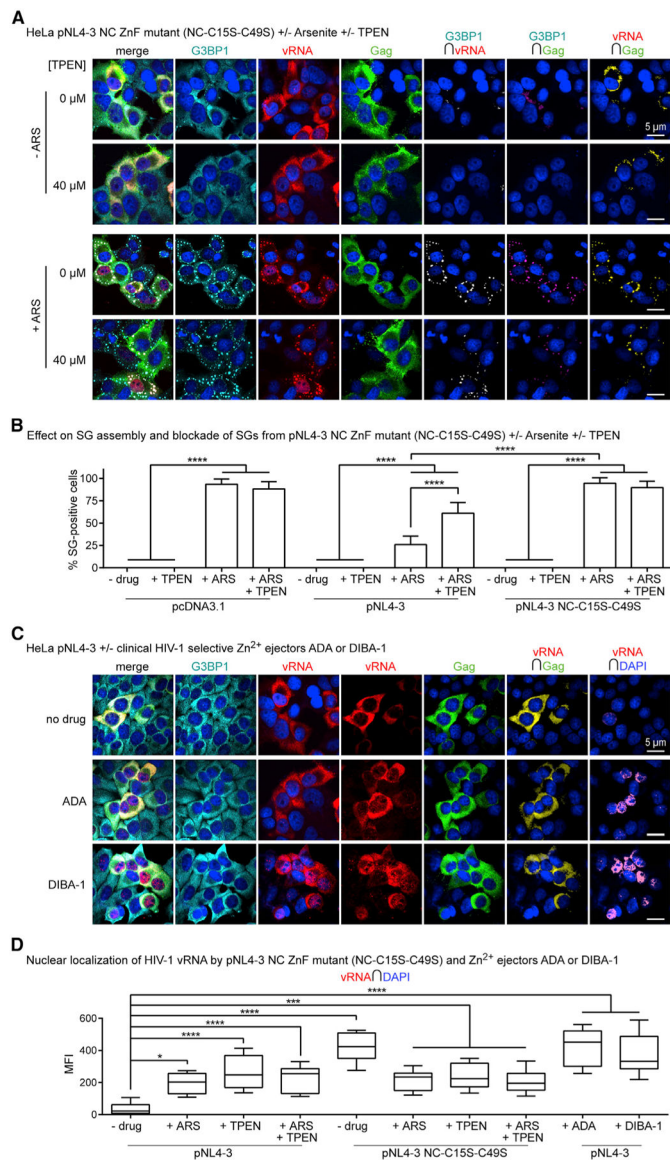 A
HeLa pNL4-3 NC ZnF mutant (NC-C15S-C49S) +/- Arsenite +/- TPEN
G3BP1 G3BP1 vRNA
merge G3BP1 vRNA Gag ∩vRNA ∩Gag ∩Gag
[TPEN]
0 μM
5 μm
- ARS
40 μM
0 μM
+ ARS
40 μM
B
Effect on SG assembly and blockade of SGs from pNL4-3 NC ZnF mutant (NC-C15S-C49S) +/- Arsenite +/- TPEN
****
**** **** ****
****
% SG-positive cells
100
75
50
25
0
- drug + TPEN + ARS + ARS + TPEN - drug + TPEN + ARS + ARS + TPEN - drug + TPEN + ARS + ARS + TPEN
pcDNA3.1 pNL4-3 pNL4-3 NC-C15S-C49S
C
HeLa pNL4-3 +/- clinical HIV-1 selective Zn2+ ejectors ADA or DIBA-1
vRNA vRNA
merge G3BP1 vRNA vRNA Gag ∩Gag ∩DAPI
no drug
5 μm
ADA
DIBA-1
D
Nuclear localization of HIV-1 vRNA by pNL4-3 NC ZnF mutant (NC-C15S-C49S) and Zn2+ ejectors ADA or DIBA-1
vRNA∩DAPI
****
***
****
****
****
*
MFI
600
400
200
0
- drug + ARS + TPEN + ARS + TPEN - drug + ARS + TPEN + ARS + TPEN + ADA + DIBA-1
pNL4-3 pNL4-3 NC-C15S-C49S pNL4-3